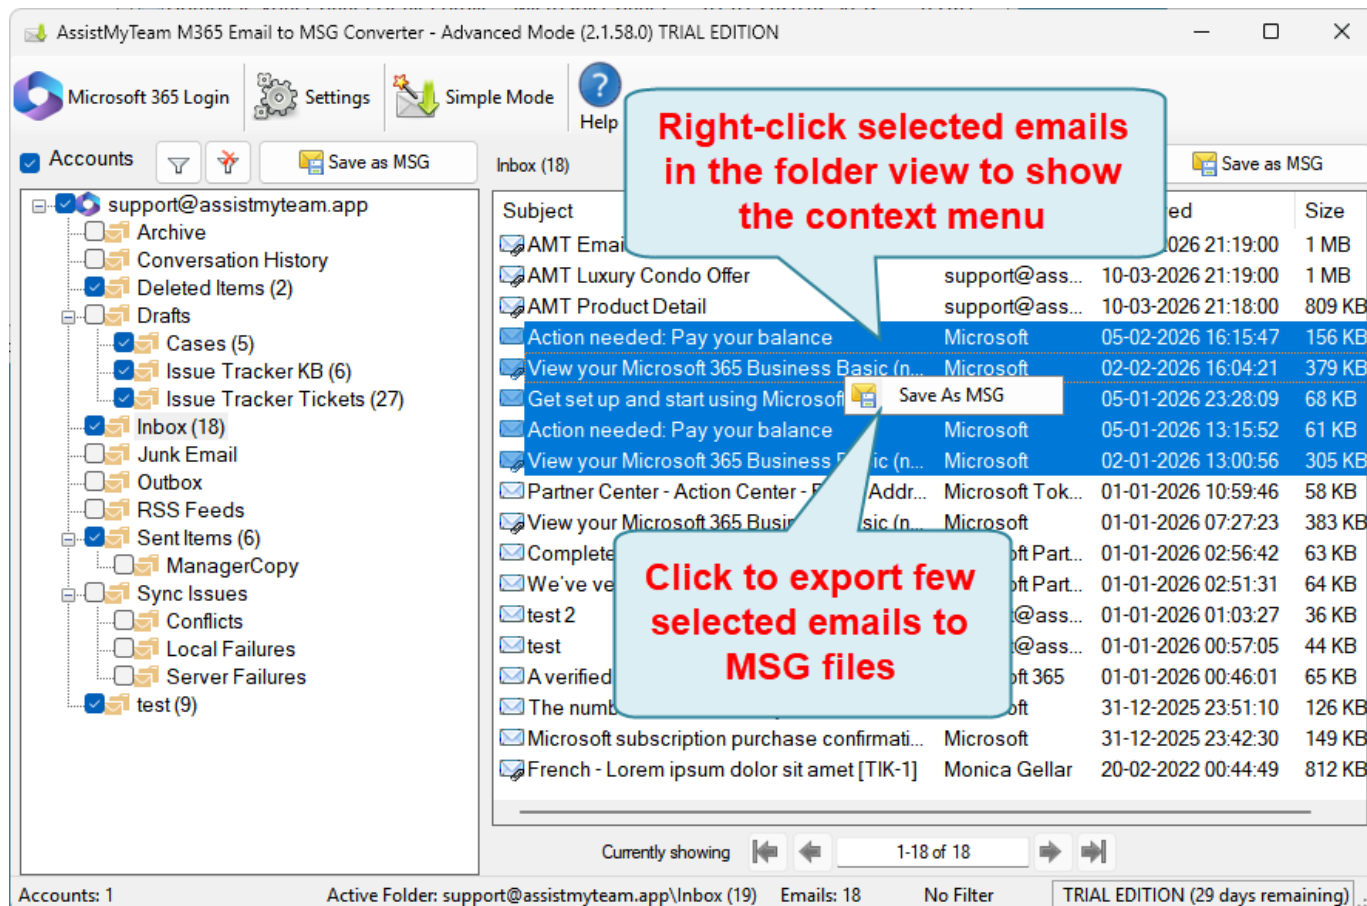 AssistMyTeam M365 Email to MSG Converter - Advanced Mode (2.1.58.0) TRIAL EDITION
Microsoft 365 Login
Settings
Simple Mode
Help
Right-click selected emails
in the folder view to show
the context menu
Accounts
Save as MSG
Inbox (18)
Save as MSG
support@assistmyteam.app
Archive
Conversation History
Deleted Items (2)
Drafts
Cases (5)
Issue Tracker KB (6)
Issue Tracker Tickets (27)
Inbox (18)
Junk Email
Outbox
RSS Feeds
Sent Items (6)
ManagerCopy
Sync Issues
Conflicts
Local Failures
Server Failures
test (9)
Subject Size
AMT 21:19:00 1 MB
AMT Luxury Condo Offer support@ass... 10-03-2026 21:19:00 1 MB
AMT Product Detail support@ass... 10-03-2026 21:18:00 809 KB
Action needed: Pay your balance Microsoft 05-02-2026 16:15:47 156 KB
View your Microsoft 365 Business Basic (n... Microsoft 02-02-2026 16:04:21 379 KB
Get set up and start using 05-01-2026 23:28:09 68 KB
Save As MSG
Action needed: Pay your balance Microsoft 05-01-2026 13:15:52 61 KB
View your Microsoft 365 Business (n... Microsoft 02-01-2026 13:00:56 305 KB
Partner Center - Action Center - Addr... Microsoft Tok... 01-01-2026 10:59:46 58 KB
View your Microsoft 365 (n... Microsoft 01-01-2026 07:27:23 383 KB
Complete Part... 01-01-2026 02:56:42 63 KB
We've Part... 01-01-2026 02:51:31 64 KB
test 2 01-01-2026 01:03:27 36 KB
test 01-01-2026 00:57:05 44 KB
A verified 365 01-01-2026 00:46:01 65 KB
The 31-12-2025 23:51:10 126 KB
Microsoft subscription purchase confirmati... Microsoft 31-12-2025 23:42:30 149 KB
French - Lorem ipsum dolor sit amet [TIK-1] Monica Gellar 20-02-2022 00:44:49 812 KB
Click to export few
selected emails to
MSG files
Currently showing 1-18 of 18
Accounts: 1 Active Folder: support@assistmyteam.app\Inbox (19) Emails: 18 No Filter TRIAL EDITION (29 days remaining)